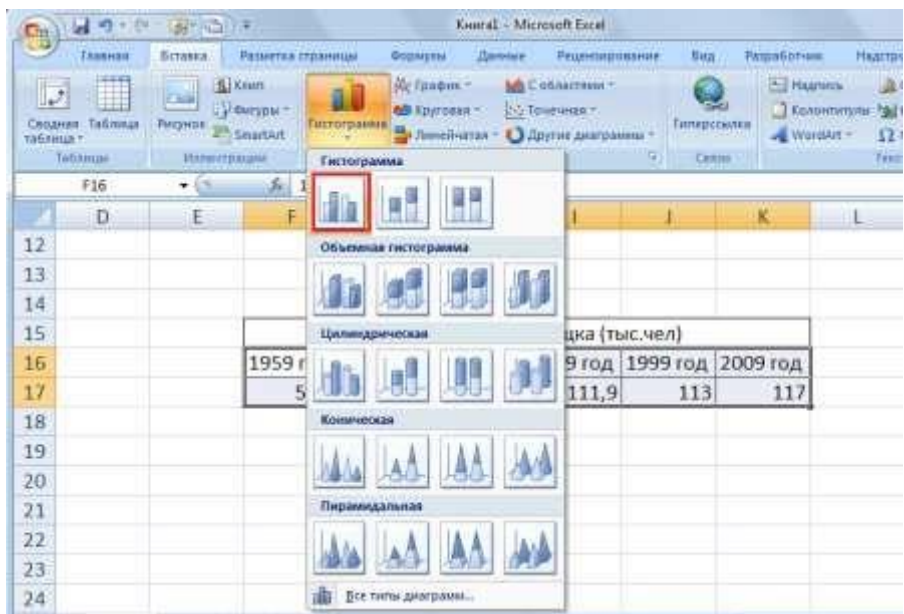 Книга1 - Microsoft Excel
Главная Вставка Разметка страницы Формулы Данные Рецензирование Вид Разработчик Надстро
Сводная таблица Таблица Рисунок Клип Фигуры SmartArt Гистограмма График Круговая Линейчатая С областями Точечная Другие диаграммы Гиперссылка Надпись Колонтитулы WordArt
Таблицы Иллюстрации Связи Текст
F16
D E F I J K L
12
13
14
15 цка (тыс.чел)
16 1959 г 9 год 1999 год 2009 год
17 5 111,9 113 117
18
19
20
21
22
23
24
Гистограмма
Объемная гистограмма
Цилиндрическая
Коническая
Пирамидальная
Все типы диаграмм...